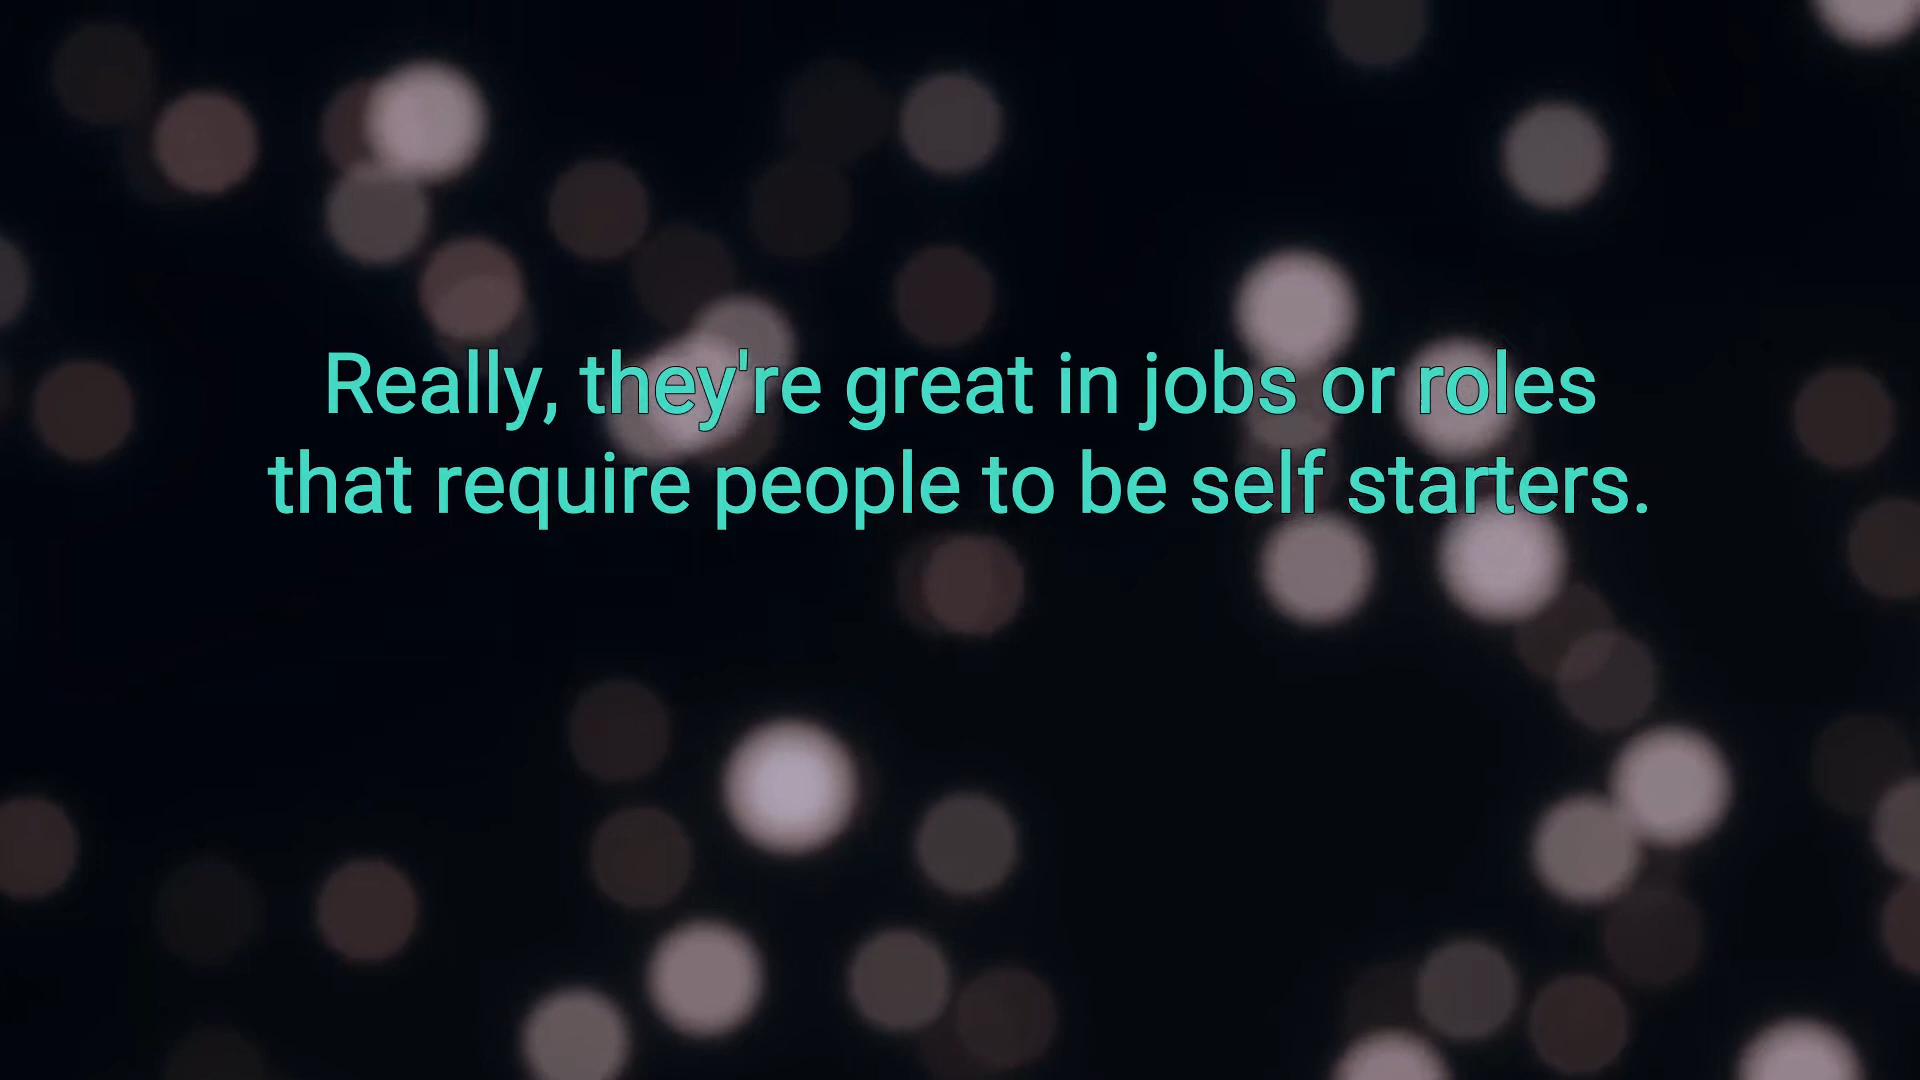 Really, they're great in jobs or roles
that require people to be self starters.